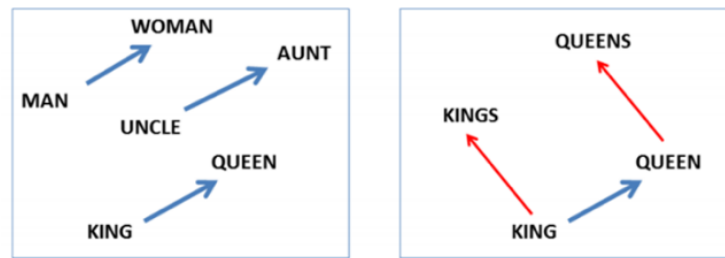 WOMAN
AUNT
MAN
UNCLE
QUEEN
KING
QUEENS
KINGS
QUEEN
KING